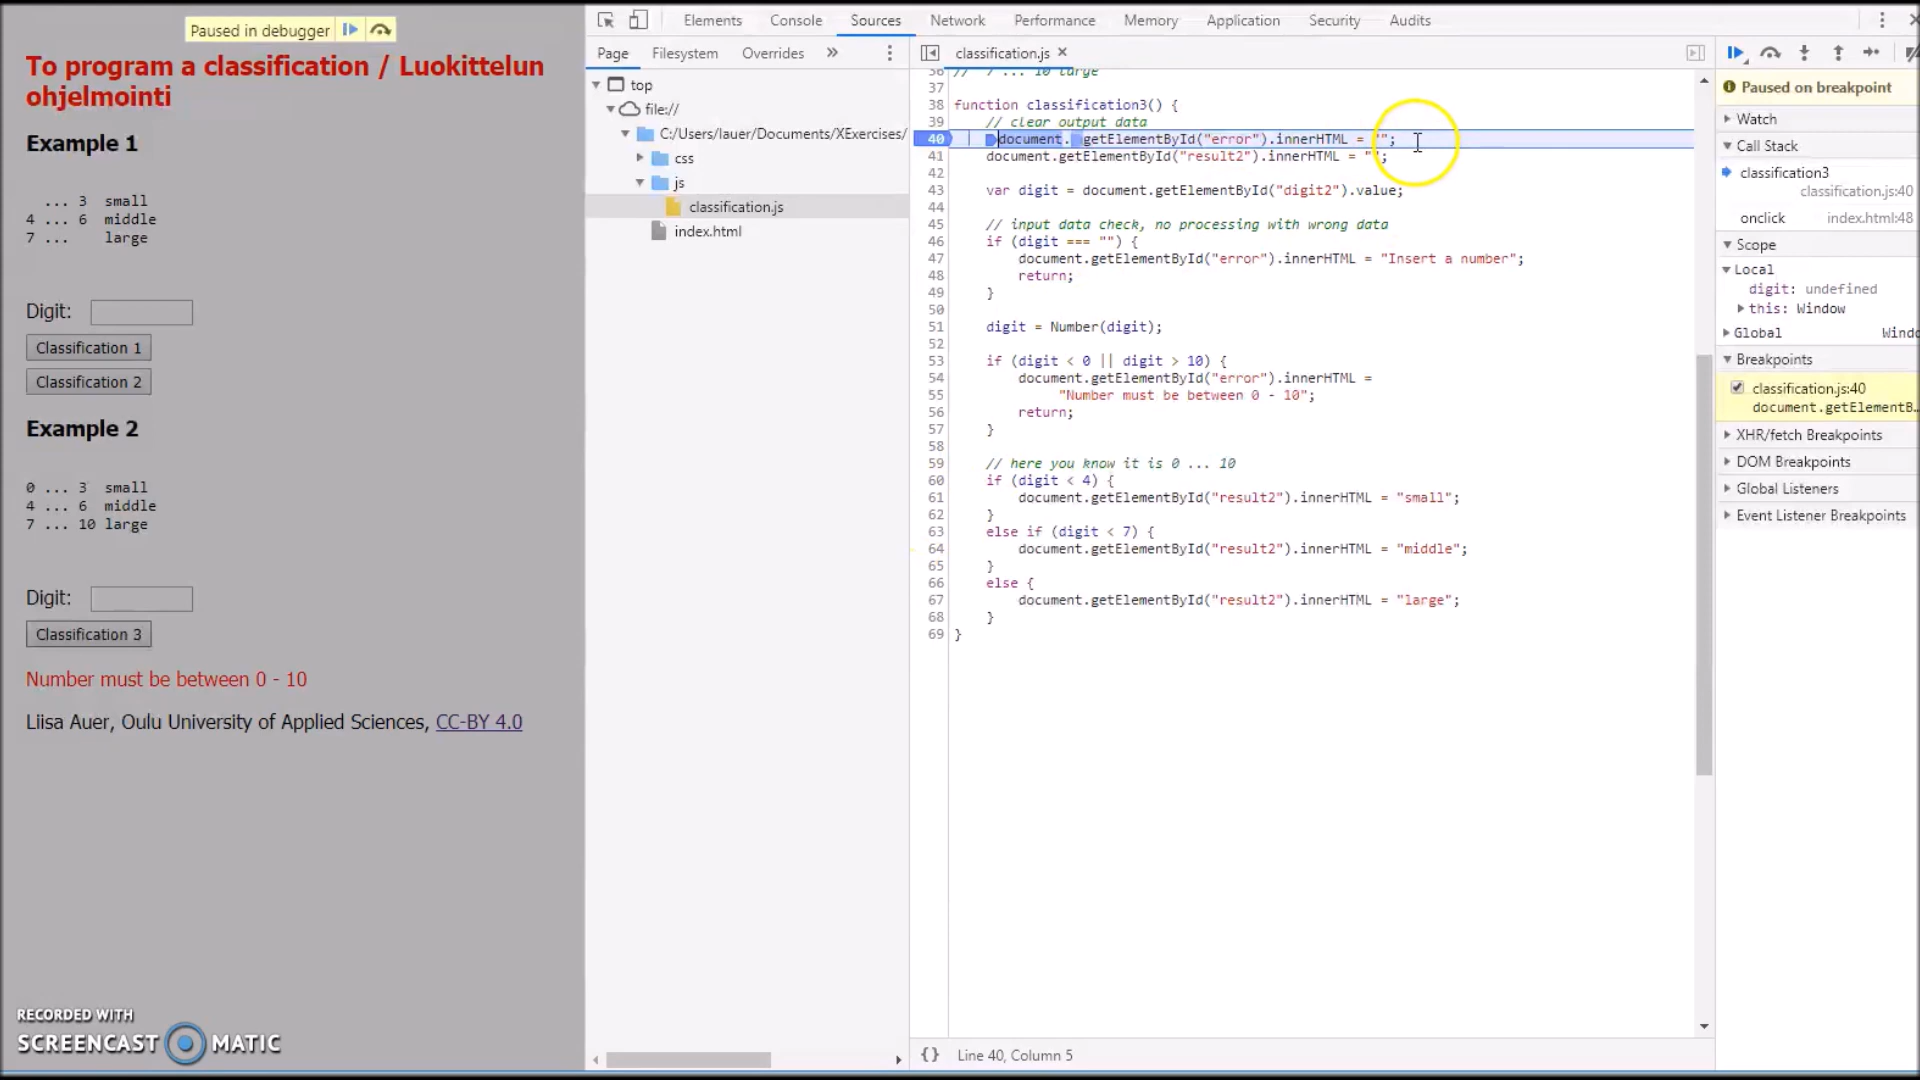 Paused in debugger
To program a classification / Luokittelun
ohjelmointi
Example 1
... 3 small
4 ... 6 middle
7 ... large
Digit:
Classification 1
Classification 2
Example 2
0 ... 3 small
4 ... 6 middle
7 ... 10 large
Digit:
Classification 3
Number must be between 0 - 10
Liisa Auer, Oulu University of Applied Sciences, CC-BY 4.0
RECORDED WITH
SCREENCAST MATIC
Elements Console Sources Network Performance Memory Application Security Audits
Page Filesystem Overrides »
top
file://
C:/Users/lauer/Documents/XExercises/
css
js
classification.js
index.html
classification.js ×
36 // 7 ... 10 large
37
38 function classification3() {
39 // clear output data
40 document.getElementById("error").innerHTML = "";
41 document.getElementById("result2").innerHTML = "";
42
43 var digit = document.getElementById("digit2").value;
44
45 // input data check, no processing with wrong data
46 if (digit === "") {
47 document.getElementById("error").innerHTML = "Insert a number";
48 return;
49 }
50
51 digit = Number(digit);
52
53 if (digit < 0 || digit > 10) {
54 document.getElementById("error").innerHTML =
55 "Number must be between 0 - 10";
56 return;
57 }
58
59 // here you know it is 0 ... 10
60 if (digit < 4) {
61 document.getElementById("result2").innerHTML = "small";
62 }
63 else if (digit < 7) {
64 document.getElementById("result2").innerHTML = "middle";
65 }
66 else {
67 document.getElementById("result2").innerHTML = "large";
68 }
69 }
{} Line 40, Column 5
Paused on breakpoint
Watch
Call Stack
classification3
classification.js:40
onclick index.html:48
Scope
Local
digit: undefined
this: Window
Global Windo
Breakpoints
classification.js:40
document.getElementB…
XHR/fetch Breakpoints
DOM Breakpoints
Global Listeners
Event Listener Breakpoints